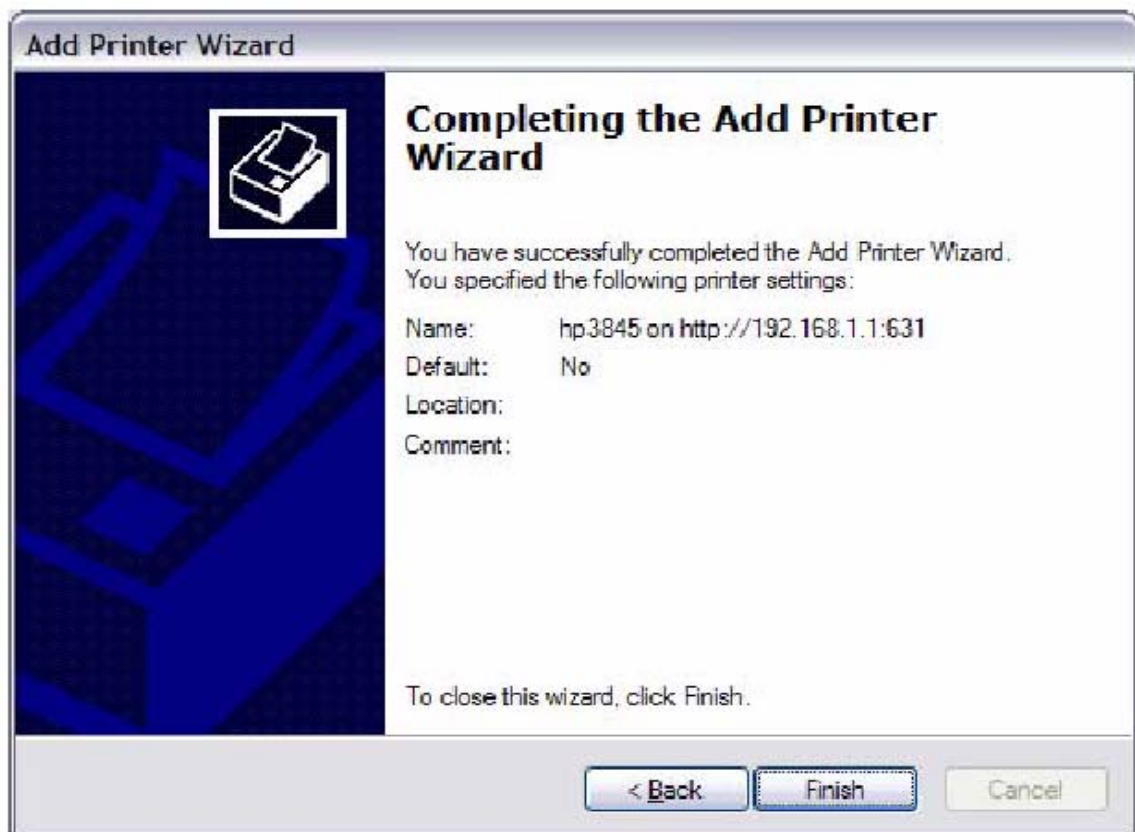 Add Printer Wizard
Completing the Add Printer
Wizard
You have successfully completed the Add Printer Wizard.
You specified the following printer settings:
Name: hp3845 on http://192.168.1.1:631
Default: No
Location:
Comment:
To close this wizard, click Finish.
< Back Finish Cancel